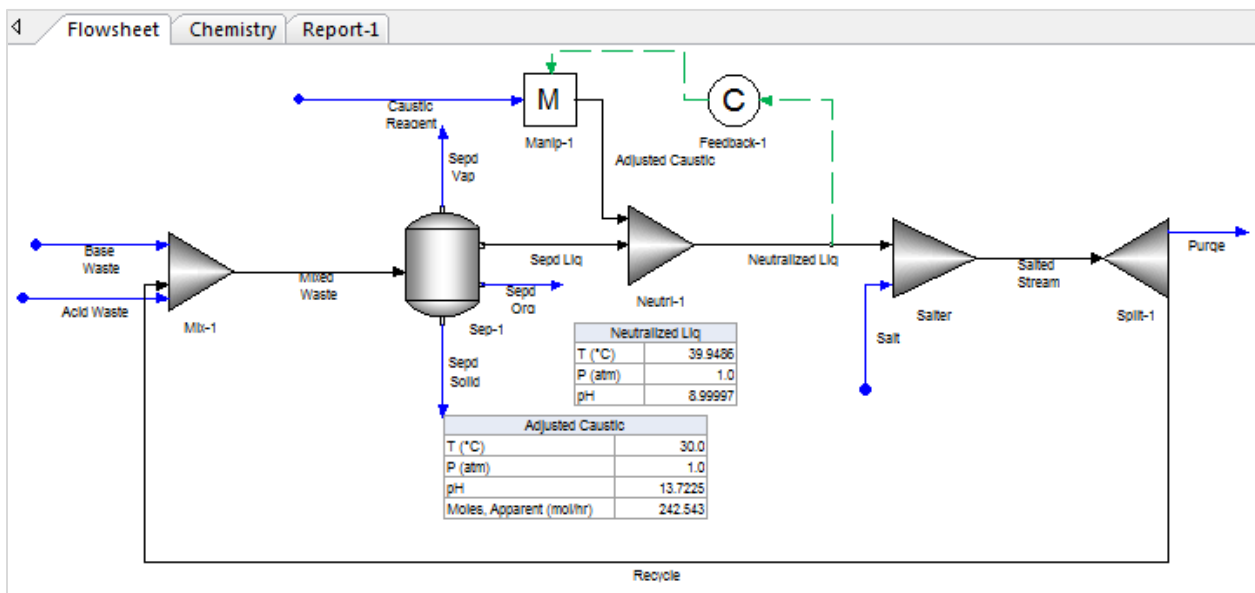 Flowsheet
Chemistry
Report-1
M
C
Caustic
Reagent
Manip-1
Feedback-1
Adjusted Caustic
Sepd
Vap
Base
Waste
Acid Waste
Mix-1
Mixed
Waste
Sepd Liq
Sepd
Org
Sep-1
Sepd
Solid
Neutri-1
Neutralized Liq
Salter
Salt
Salted
Stream
Split-1
Purge
Neutralized Liq
T (°C) 39.9486
P (atm) 1.0
pH 8.99997
Adjusted Caustic
T (°C) 30.0
P (atm) 1.0
pH 13.7225
Moles, Apparent (mol/hr) 242.543
Recycle